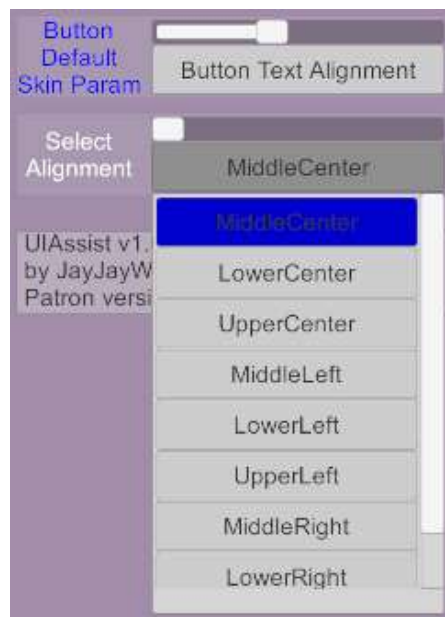 Button
Default
Skin Param
Button Text Alignment
Select
Alignment
MiddleCenter
MiddleCenter
LowerCenter
UpperCenter
MiddleLeft
LowerLeft
UpperLeft
MiddleRight
LowerRight
UIAssist v1.
by JayJayW
Patron versi